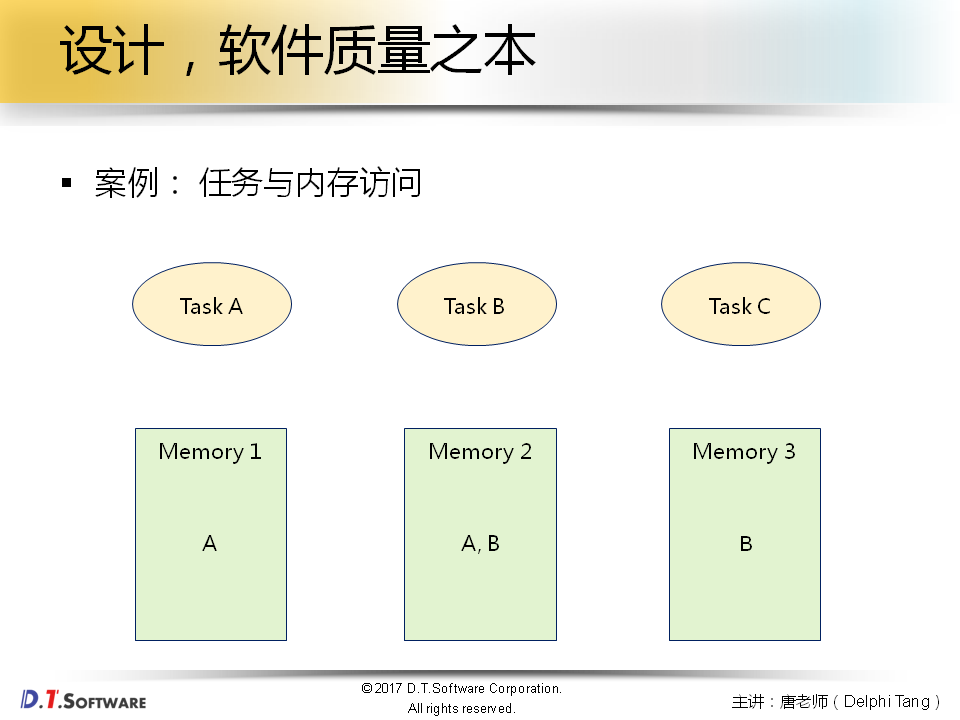 设计，软件质量之本
▪ 案例： 任务与内存访问
Task A
Task B
Task C
Memory 1
Memory 2
Memory 3
A
A, B
B
D.T.SOFTWARE
©2017 D.T.Software Corporation.
All rights reserved.
主讲：唐老师（Delphi Tang）